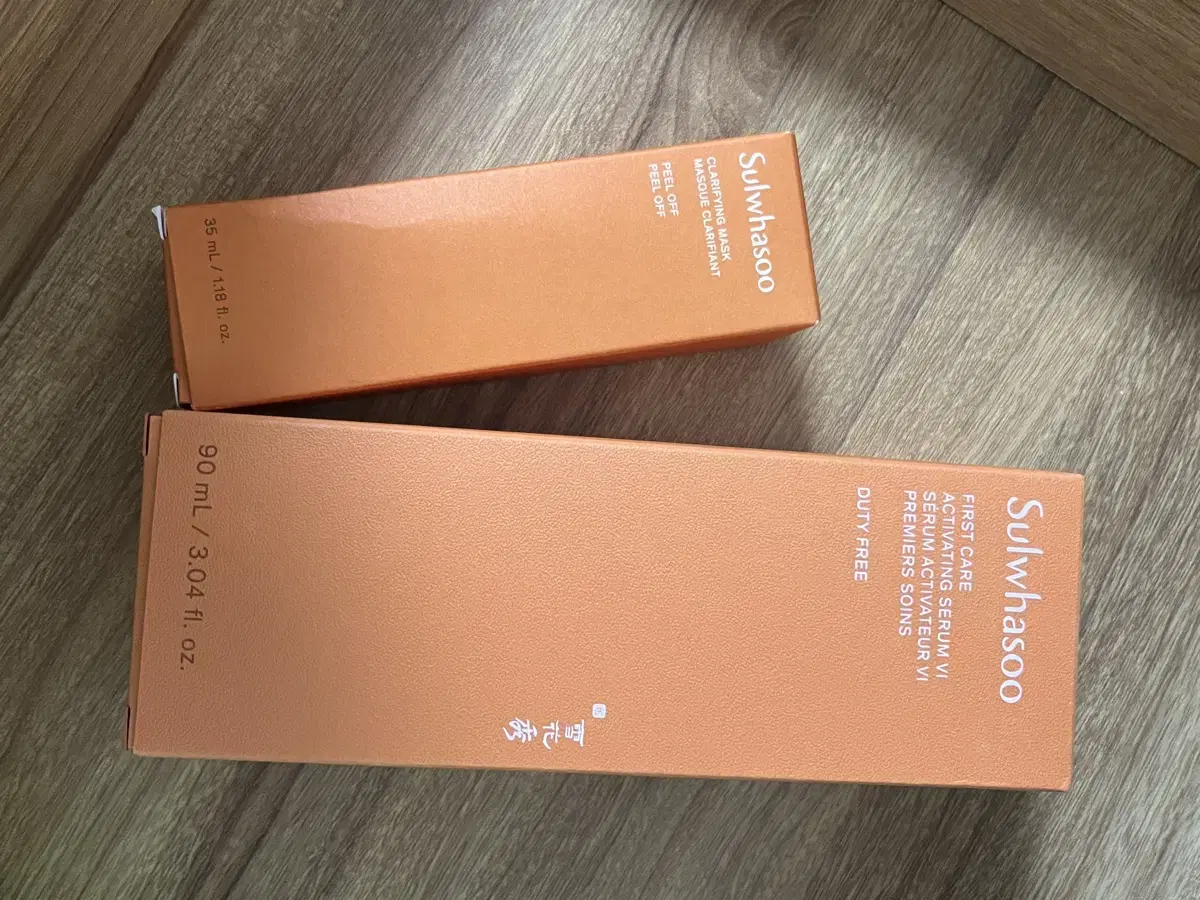 Sulwhasoo
CLARIFYING MASK
MASQUE CLARIFIANT
PEEL OFF
PEEL OFF
35 mL / 1.18 fl. oz.
Sulwhasoo
FIRST CARE
ACTIVATING SERUM VI
SÉRUM ACTIVATEUR VI
PREMIERS SOINS
DUTY FREE
雪花秀
90 mL / 3.04 fl. oz.